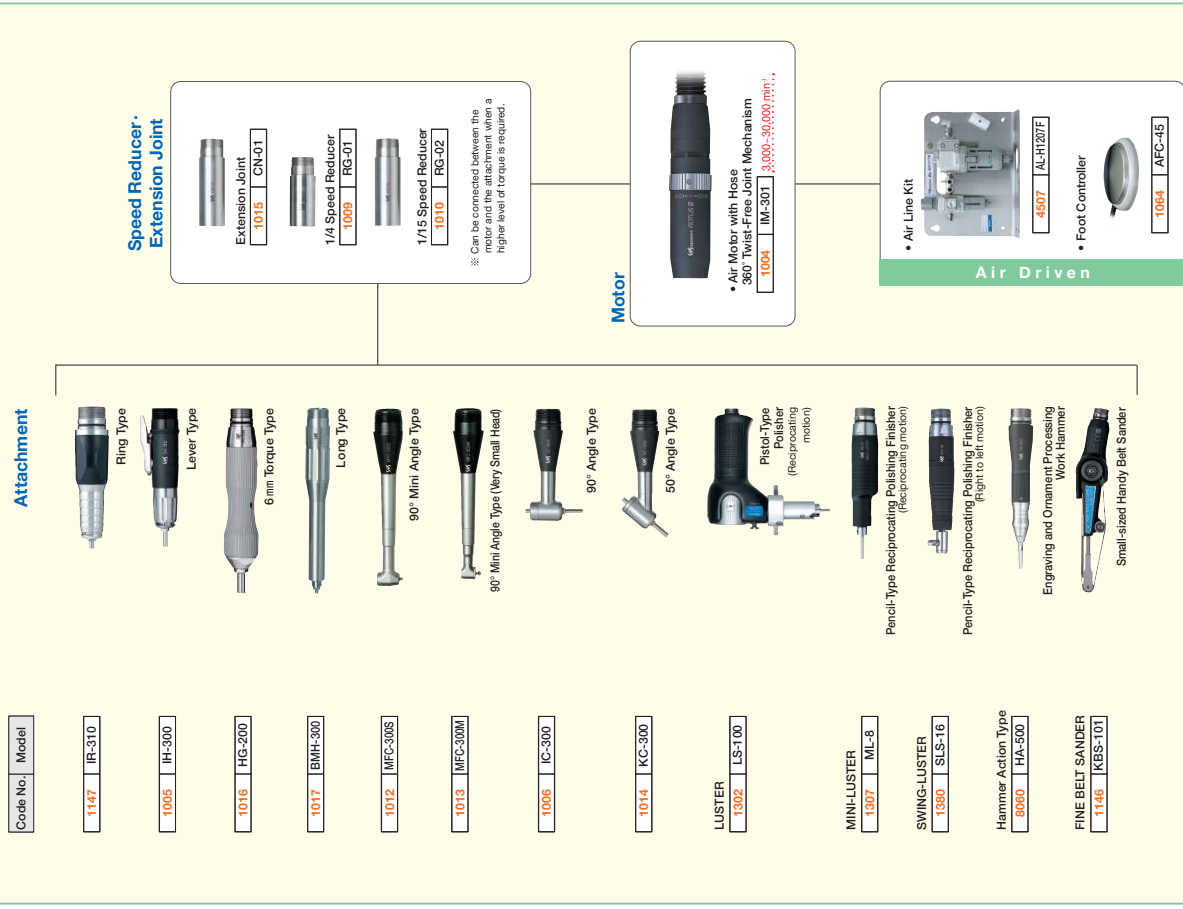 Attachment
Code No. Model
1147 IR-310
Ring Type
1005 IH-300
Lever Type
1016 HG-200
6 mm Torque Type
1017 BMH-300
Long Type
1012 MFC-300S
90° Mini Angle Type
1013 MFC-300M
90° Mini Angle Type (Very Small Head)
1006 IC-300
90° Angle Type
1014 KC-300
50° Angle Type
LUSTER
1302 LS-100
Pistol-Type
Polisher
(Reciprocating
motion)
MINI-LUSTER
1307 ML-8
Pencil-Type Reciprocating Polishing Finisher
(Reciprocating motion)
SWING-LUSTER
1380 SLS-16
Pencil-Type Reciprocating Polishing Finisher
(Right to left motion)
Hammer Action Type
8060 HA-500
Engraving and Ornament Processing
Work Hammer
FINE BELT SANDER
1146 KBS-101
Small-sized Handy Belt Sander
Speed Reducer·
Extension Joint
Extension Joint
1015 CN-01
1/4 Speed Reducer
1009 RG-01
1/15 Speed Reducer
1010 RG-02
※ Can be connected between the
motor and the attachment when a
higher level of torque is required.
Motor
• Air Motor with Hose
360° Twist-Free Joint Mechanism
1004 IM-301 3,000~30,000 min⁻¹
Air Driven
• Air Line Kit
4507 AL-H1207F
• Foot Controller
1064 AFC-45